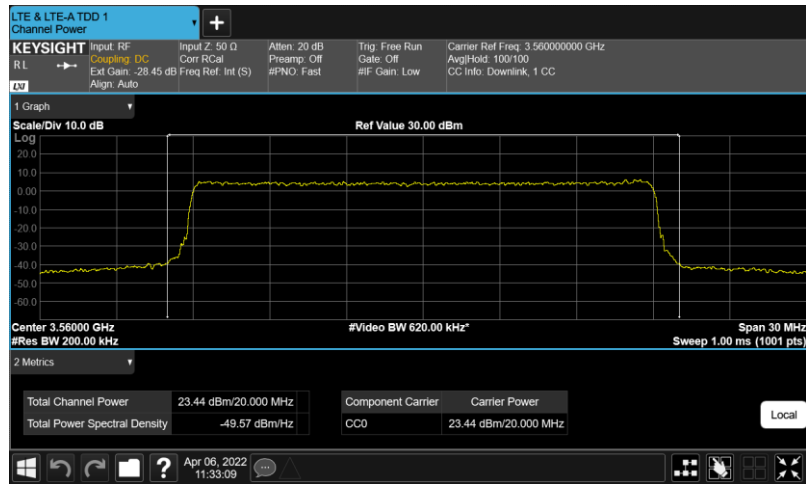 LTE & LTE-A TDD 1
Channel Power
KEYSIGHT
R L
LXI
Input: RF
Coupling: DC
Ext Gain: -28.45 dB
Align: Auto
Input Z: 50 Ω
Corr RCal
Freq Ref: Int (S)
Atten: 20 dB
Preamp: Off
#PNO: Fast
Trig: Free Run
Gate: Off
#IF Gain: Low
Carrier Ref Freq: 3.560000000 GHz
Avg|Hold: 100/100
CC Info: Downlink, 1 CC
1 Graph
Scale/Div 10.0 dB
Ref Value 30.00 dBm
Log
20.0
10.0
0.00
-10.0
-20.0
-30.0
-40.0
-50.0
-60.0
Center 3.56000 GHz
#Video BW 620.00 kHz*
Span 30 MHz
#Res BW 200.00 kHz
Sweep 1.00 ms (1001 pts)
2 Metrics
Total Channel Power 23.44 dBm/20.000 MHz
Total Power Spectral Density -49.57 dBm/Hz
Component Carrier Carrier Power
CC0 23.44 dBm/20.000 MHz
Local
?
Apr 06, 2022
11:33:09